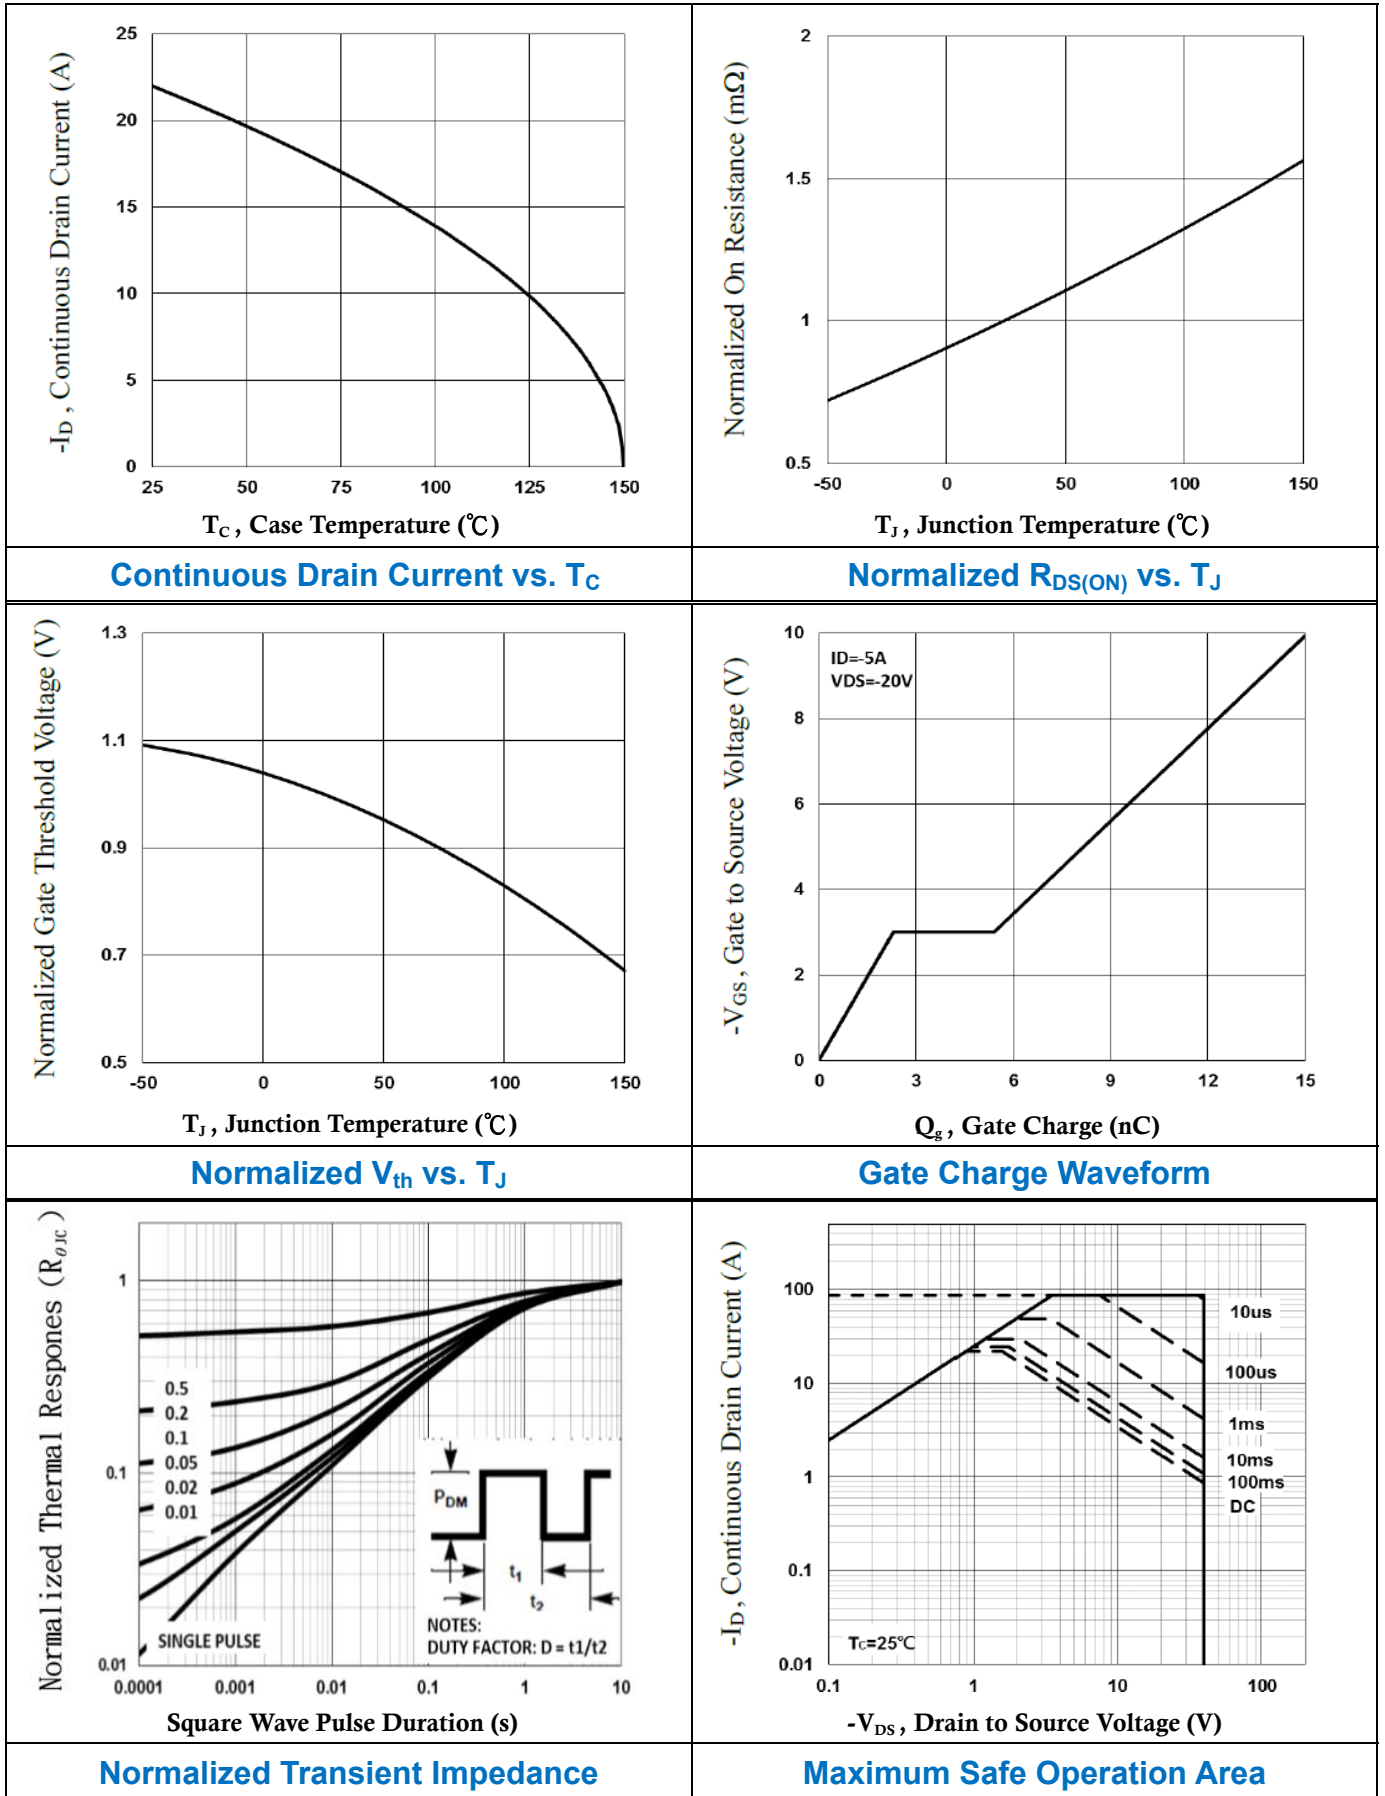 -I_D , Continuous Drain Current (A)
25
20
15
10
5
0
25 50 75 100 125 150
T_C , Case Temperature (℃)
Continuous Drain Current vs. T_C
Normalized On Resistance (mΩ)
2
1.5
1
0.5
-50 0 50 100 150
T_J , Junction Temperature (℃)
Normalized R_DS(ON) vs. T_J
Normalized Gate Threshold Voltage (V)
1.3
1.1
0.9
0.7
0.5
-50 0 50 100 150
T_J , Junction Temperature (℃)
Normalized V_th vs. T_J
-V_GS , Gate to Source Voltage (V)
10
8
6
4
2
0
ID=-5A
VDS=-20V
0 3 6 9 12 15
Q_g , Gate Charge (nC)
Gate Charge Waveform
Normalized Thermal Respones (R_θJC)
1
0.1
0.01
0.5
0.2
0.1
0.05
0.02
0.01
SINGLE PULSE
P_DM
t_1
t_2
NOTES:
DUTY FACTOR: D = t1/t2
0.0001 0.001 0.01 0.1 1 10
Square Wave Pulse Duration (s)
Normalized Transient Impedance
-I_D , Continuous Drain Current (A)
100
10
1
0.1
0.01
10us
100us
1ms
10ms
100ms
DC
T_C=25℃
0.1 1 10 100
-V_DS , Drain to Source Voltage (V)
Maximum Safe Operation Area